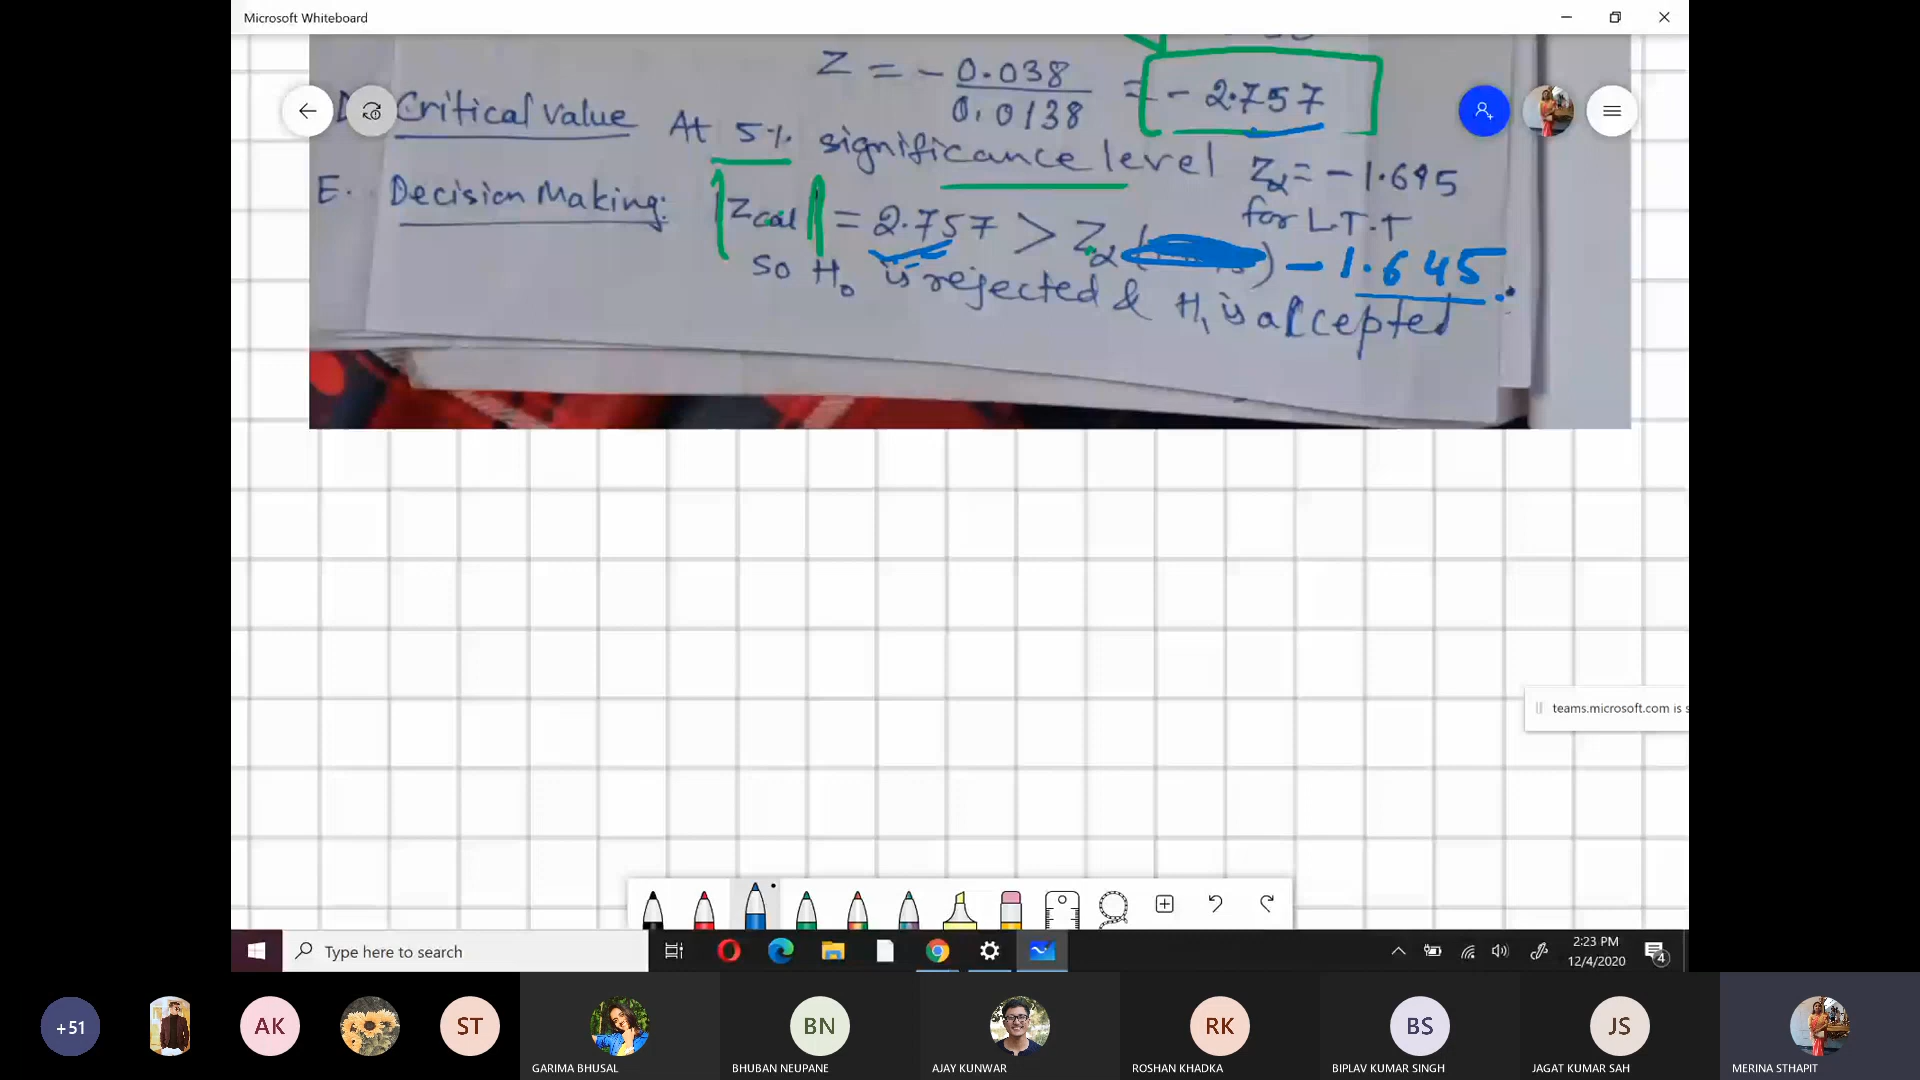 Microsoft Whiteboard
Z = - 0.038 / 0.0138 = - 2.757
Critical Value At 5% significance level Zα = - 1.645
for L.T.T
E. Decision Making: |Zcal| = 2.757 > Zα ( ) - 1.645
so H₀ is rejected & H₁ is accepted
teams.microsoft.com is s
Type here to search
2:23 PM
12/4/2020
4
+51
AK
ST
BN
RK
BS
JS
GARIMA BHUSAL
BHUBAN NEUPANE
AJAY KUNWAR
ROSHAN KHADKA
BIPLAV KUMAR SINGH
JAGAT KUMAR SAH
MERINA STHAPIT